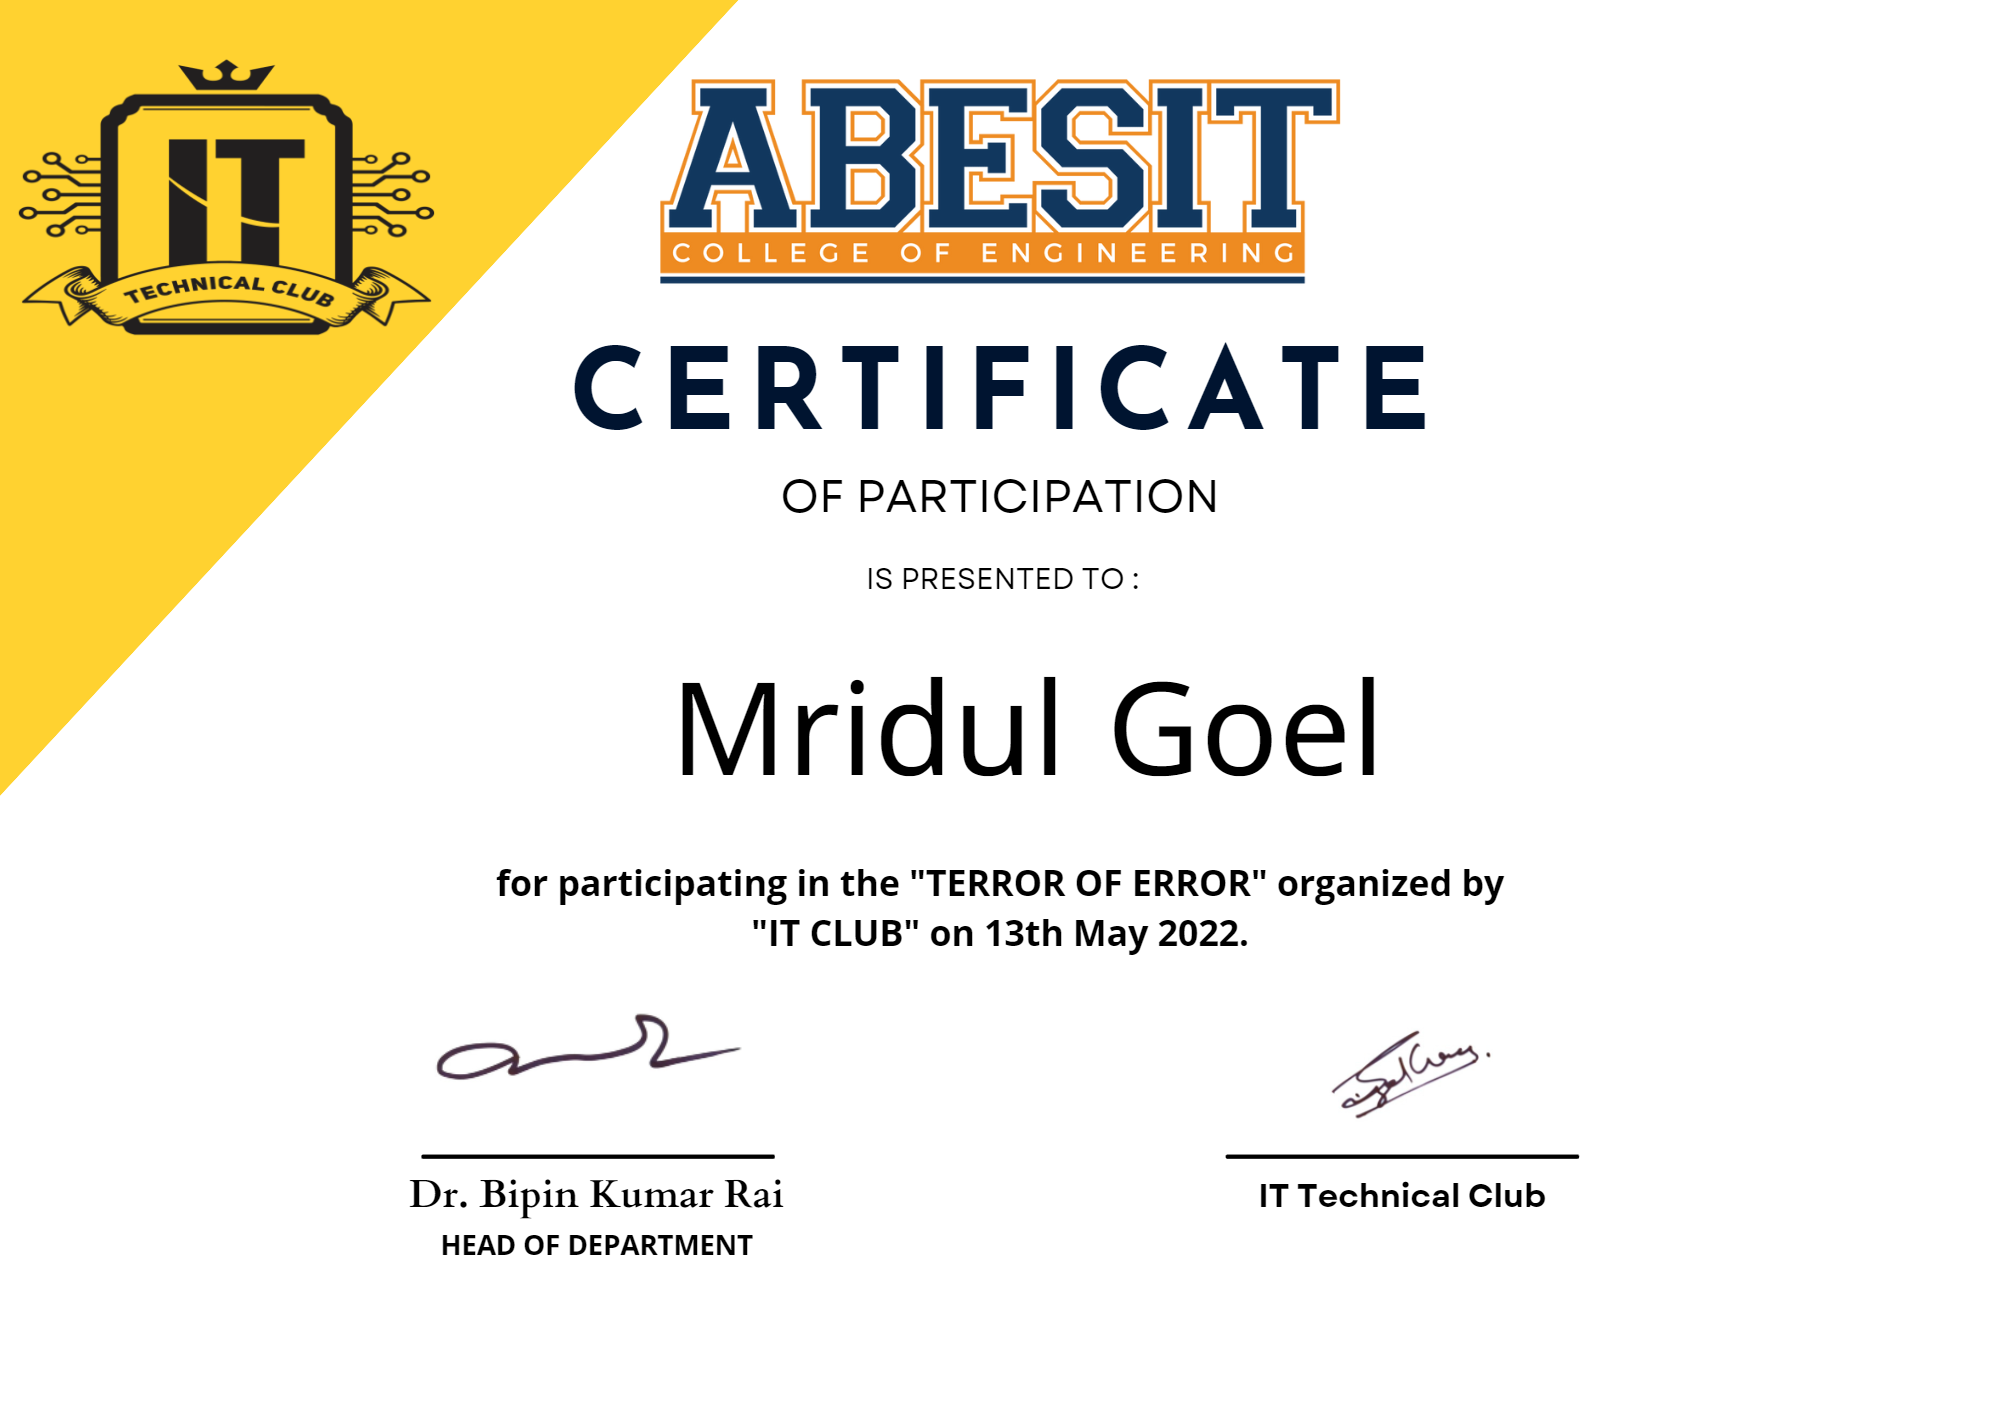 IT
TECHNICAL CLUB
ABESIT
COLLEGE OF ENGINEERING
CERTIFICATE
OF PARTICIPATION
IS PRESENTED TO :
Mridul Goel
for participating in the "TERROR OF ERROR" organized by
"IT CLUB" on 13th May 2022.
Dr. Bipin Kumar Rai
HEAD OF DEPARTMENT
IT Technical Club